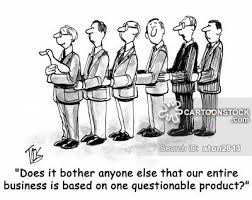 CARTOONSTOCK
.com
Search ID: aton2613
"Does it bother anyone else that our entire
business is based on one questionable product?"